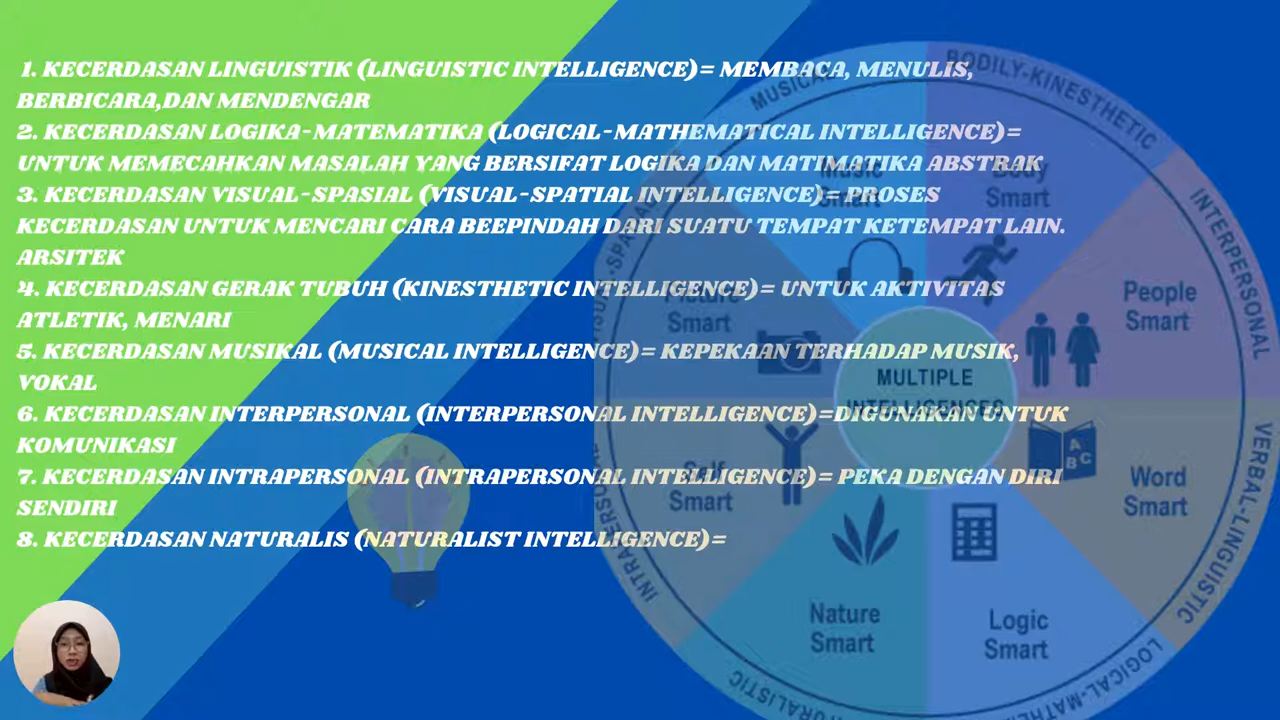 1. KECERDASAN LINGUISTIK (LINGUISTIC INTELLIGENCE)= MEMBACA, MENULIS,
BERBICARA,DAN MENDENGAR
2. KECERDASAN LOGIKA-MATEMATIKA (LOGICAL-MATHEMATICAL INTELLIGENCE)=
UNTUK MEMECAHKAN MASALAH YANG BERSIFAT LOGIKA DAN MATIMATIKA ABSTRAK
3. KECERDASAN VISUAL-SPASIAL (VISUAL-SPATIAL INTELLIGENCE)= PROSES
KECERDASAN UNTUK MENCARI CARA BEEPINDAH DARI SUATU TEMPAT KETEMPAT LAIN.
ARSITEK
4. KECERDASAN GERAK TUBUH (KINESTHETIC INTELLIGENCE)= UNTUK AKTIVITAS
ATLETIK, MENARI
5. KECERDASAN MUSIKAL (MUSICAL INTELLIGENCE)= KEPEKAAN TERHADAP MUSIK,
VOKAL
6. KECERDASAN INTERPERSONAL (INTERPERSONAL INTELLIGENCE)=DIGUNAKAN UNTUK
KOMUNIKASI
7. KECERDASAN INTRAPERSONAL (INTRAPERSONAL INTELLIGENCE)= PEKA DENGAN DIRI
SENDIRI
8. KECERDASAN NATURALIS (NATURALIST INTELLIGENCE)=
MUSICAL
BODILY-KINESTHETIC
INTERPERSONAL
VERBAL-LINGUISTIC
Music
Smart
Body
Smart
People
Smart
Picture
Smart
MULTIPLE
INTELLIGENCES
A
B C
Self
Smart
Word
Smart
Nature
Smart
Logic
Smart